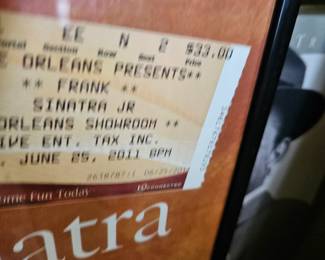 EE N 2 $33.00
Section Row Seat Price
ORLEANS PRESENTS**
** FRANK **
SINATRA JR
ORLEANS SHOWROOM **
LIVE ENT. TAX INC.
, JUNE 25, 2011 8PM
ome Fun Today
atra